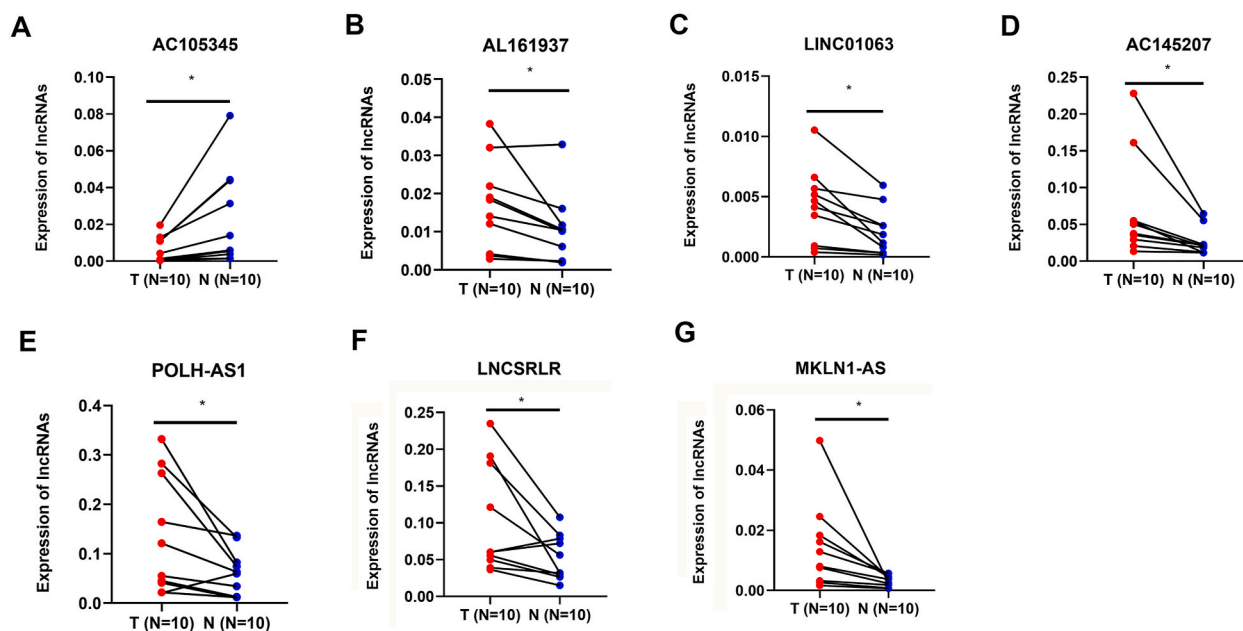 A
AC105345
Expression of lncRNAs
*
0.10
0.08
0.06
0.04
0.02
0.00
T (N=10) N (N=10)
B
AL161937
Expression of lncRNAs
*
0.05
0.04
0.03
0.02
0.01
0.00
T (N=10) N (N=10)
C
LINC01063
Expression of lncRNAs
*
0.015
0.010
0.005
0.000
T (N=10) N (N=10)
D
AC145207
Expression of lncRNAs
*
0.25
0.20
0.15
0.10
0.05
0.00
T (N=10) N (N=10)
E
POLH-AS1
Expression of lncRNAs
*
0.4
0.3
0.2
0.1
0.0
T (N=10) N (N=10)
F
LNCSRLR
Expression of lncRNAs
*
0.25
0.20
0.15
0.10
0.05
0.00
T (N=10) N (N=10)
G
MKLN1-AS
Expression of lncRNAs
*
0.06
0.04
0.02
0.00
T (N=10) N (N=10)